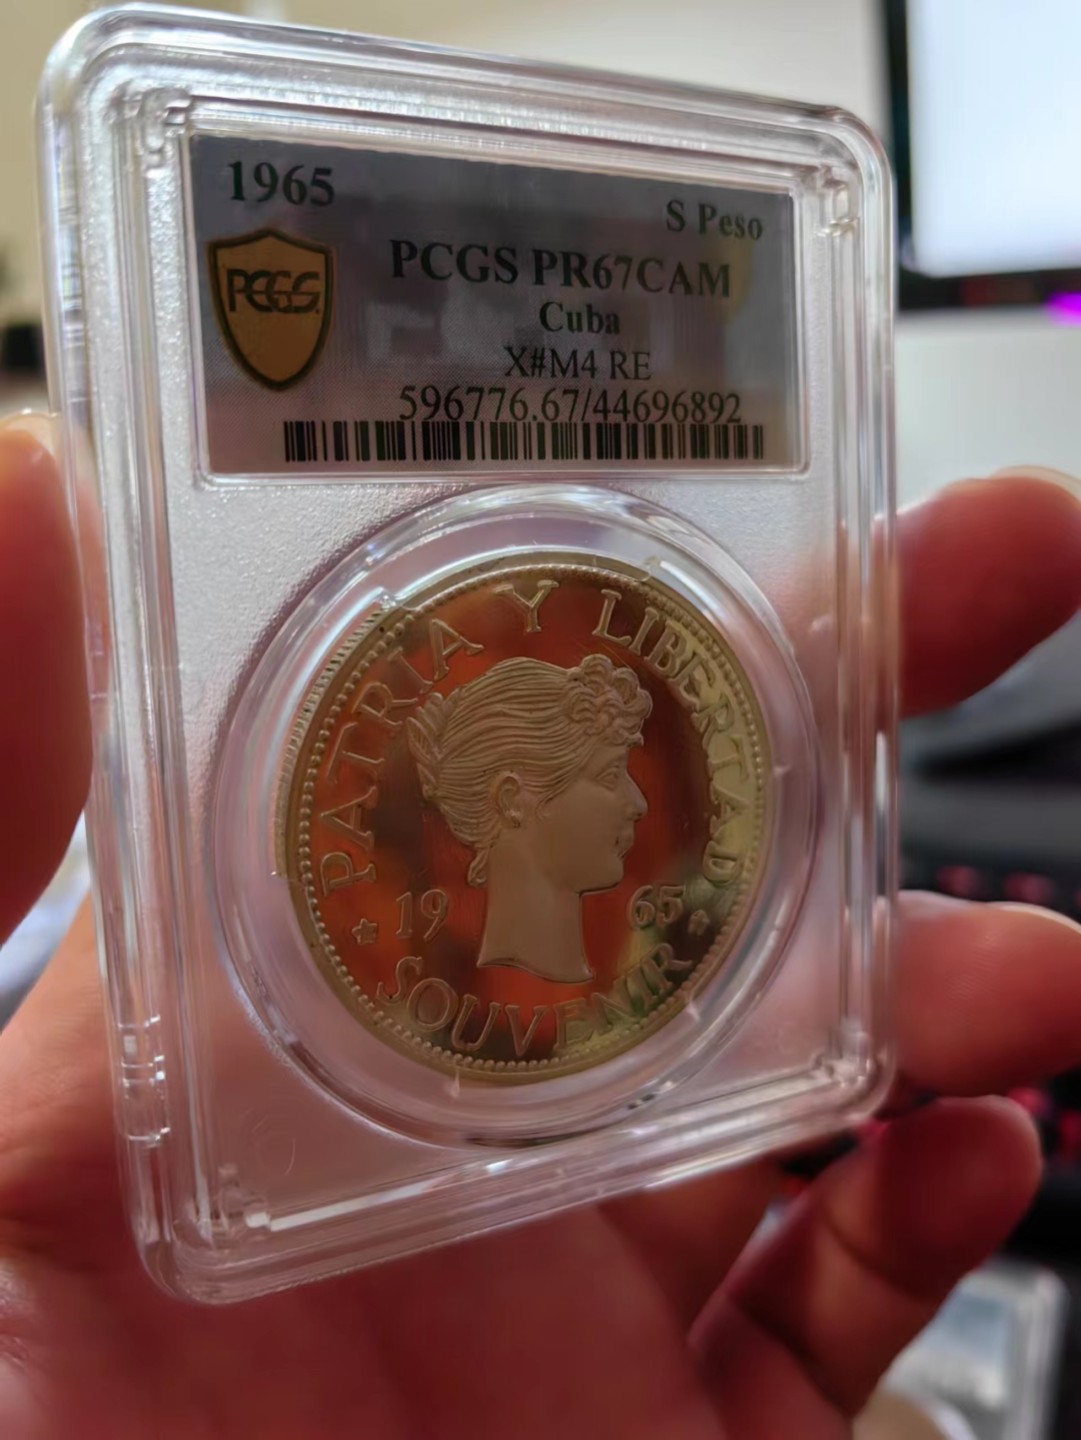 1965
S Peso
PCGS PR67CAM
PCGS
Cuba
X#M4 RE
596776.67/44696892
PATRIA Y LIBERTAD
19 65
SOUVENIR